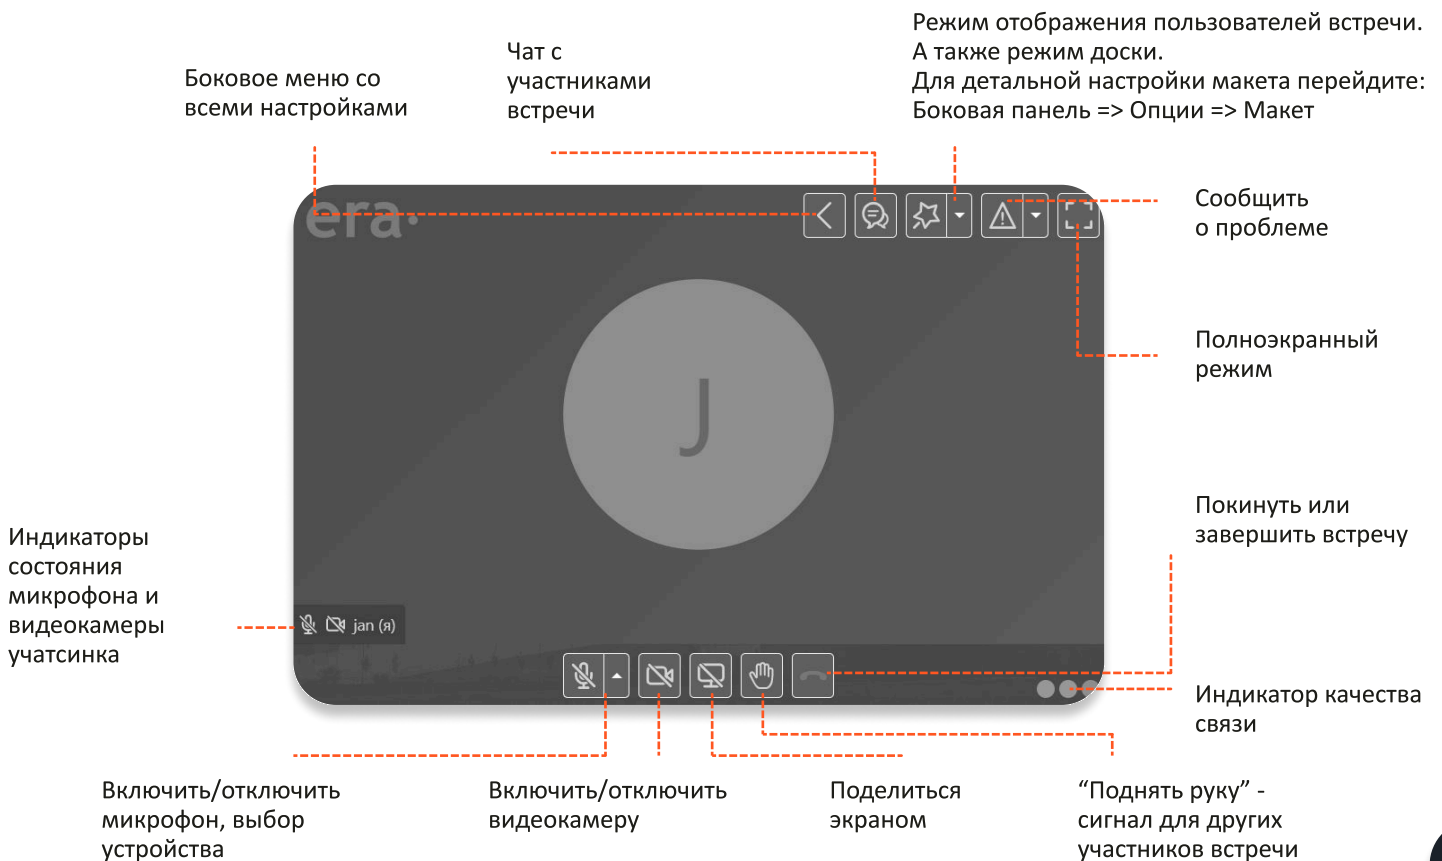 Режим отображения пользователей встречи.
А также режим доски.
Для детальной настройки макета перейдите:
Боковая панель => Опции => Макет
Чат с
участниками
встречи
Боковое меню со
всеми настройками
era.
Сообщить
о проблеме
Полноэкранный
режим
J
Покинуть или
завершить встречу
Индикаторы
состояния
микрофона и
видеокамеры
учатсинка
jan (я)
Индикатор качества
связи
Включить/отключить
микрофон, выбор
устройства
Включить/отключить
видеокамеру
Поделиться
экраном
“Поднять руку” -
сигнал для других
участников встречи